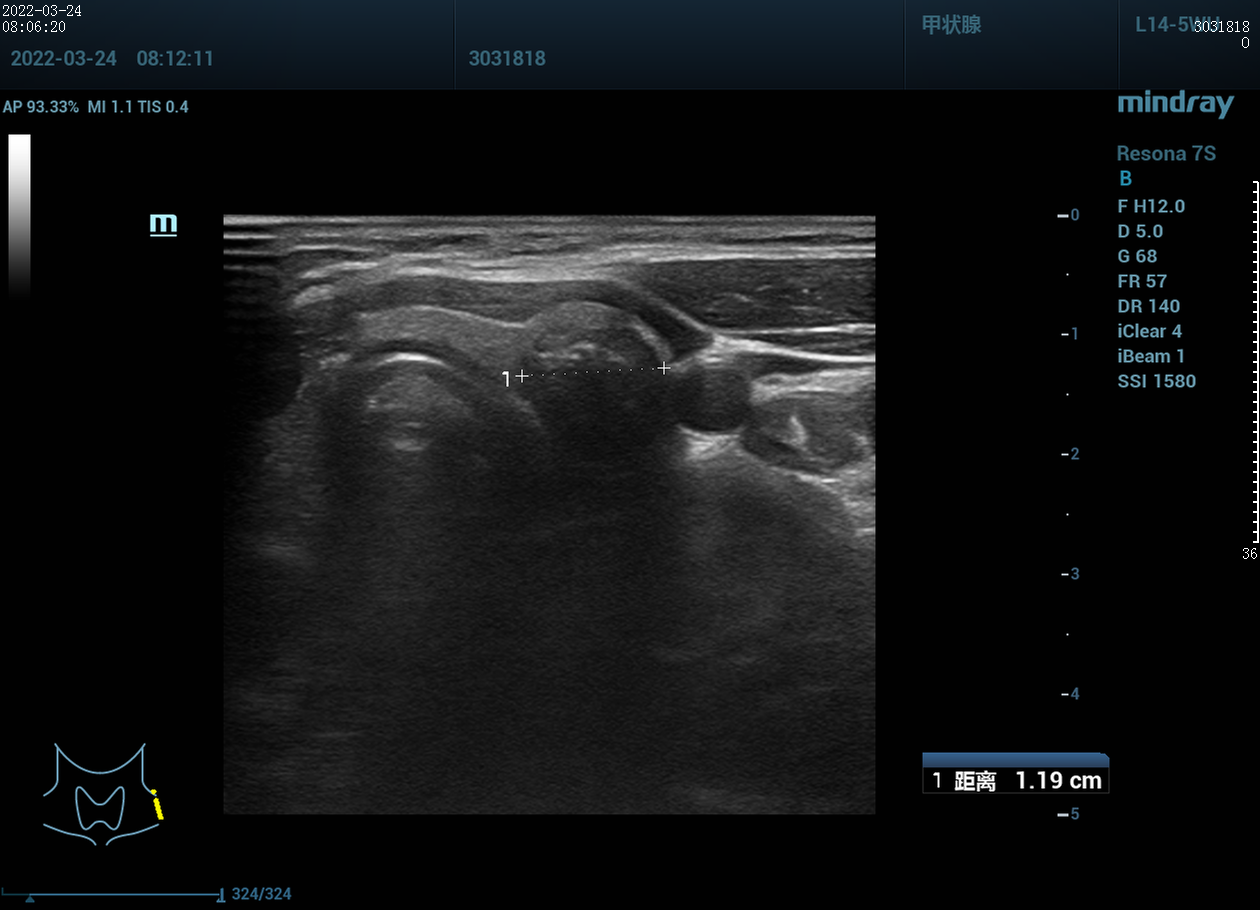 2022-03-24
08:06:20
2022-03-24 08:12:11
3031818
甲状腺
L14-5W
3031818
0
AP 93.33% MI 1.1 TIS 0.4
mindray
m
Resona 7S
B
F H12.0
D 5.0
G 68
FR 57
DR 140
iClear 4
iBeam 1
SSI 1580
0
1
2
3
4
5
1
36
1 距离 1.19 cm
324/324